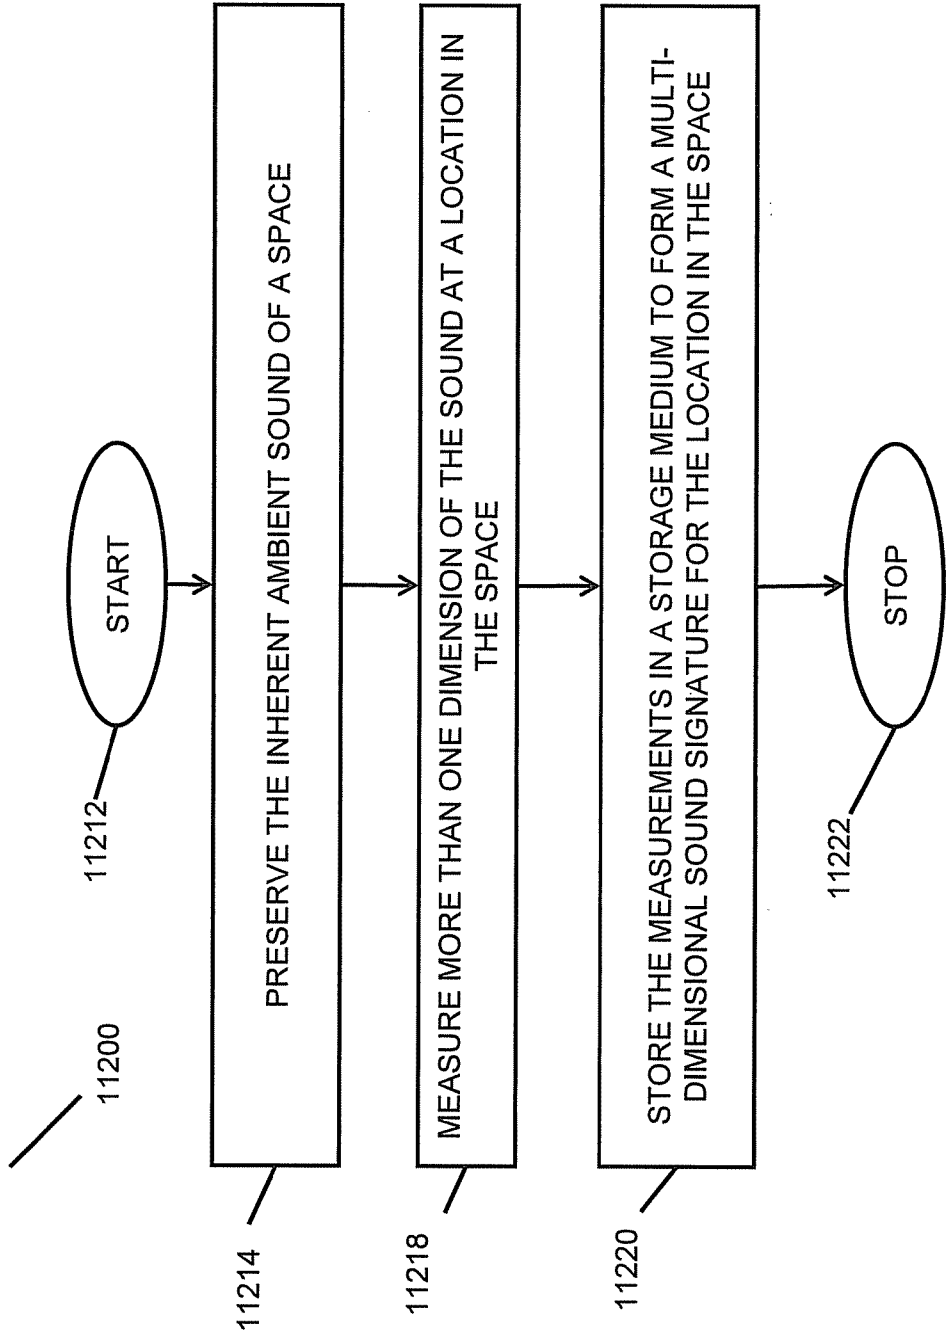 11200
11212
START
11214
PRESERVE THE INHERENT AMBIENT SOUND OF A SPACE
11218
MEASURE MORE THAN ONE DIMENSION OF THE SOUND AT A LOCATION IN
THE SPACE
11220
STORE THE MEASUREMENTS IN A STORAGE MEDIUM TO FORM A MULTI-
DIMENSIONAL SOUND SIGNATURE FOR THE LOCATION IN THE SPACE
11222
STOP